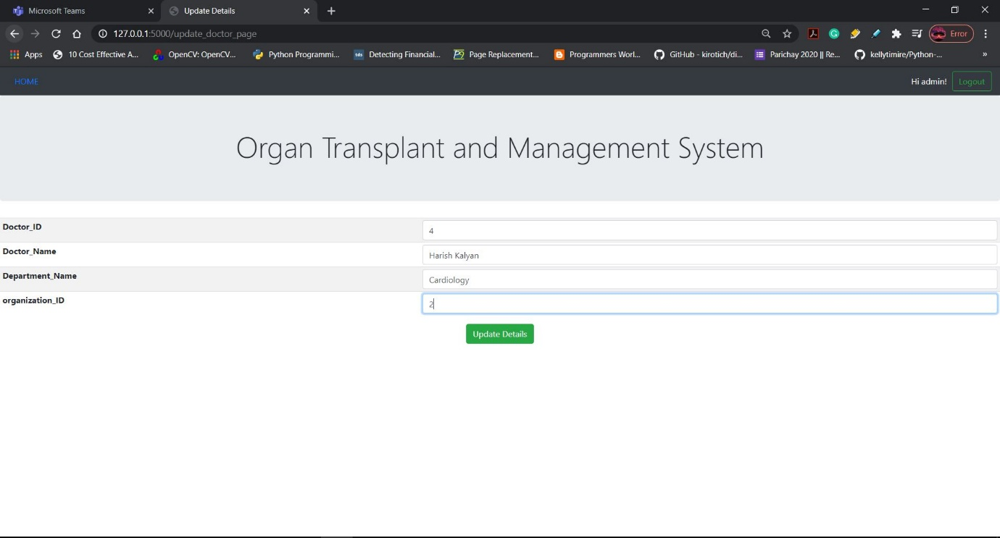 Microsoft Teams
Update Details
127.0.0.1:5000/update_doctor_page
Error
Apps
10 Cost Effective A...
OpenCV: OpenCV...
Python Programmi...
tds
Detecting Financial...
Page Replacement...
Programmers Worl...
GitHub - kirotich/di...
Parichay 2020 || Re...
kellytimire/Python-...
»
HOME
Hi admin!
Logout
Organ Transplant and Management System
Doctor_ID
4
Doctor_Name
Harish Kalyan
Department_Name
Cardiology
organization_ID
2
Update Details